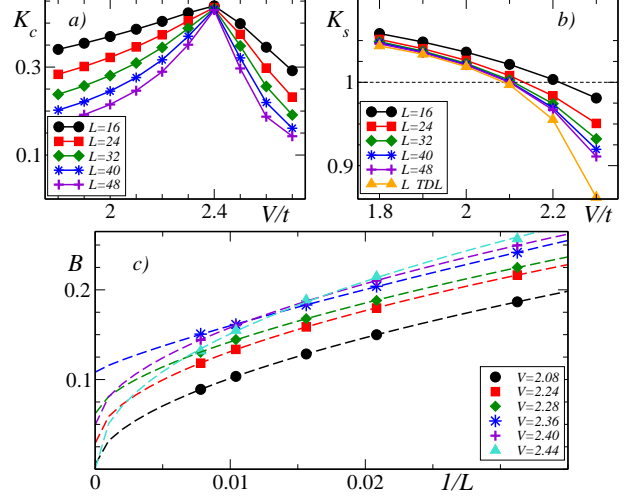 K_c
a)
0.3
0.1
L=16
L=24
L=32
L=40
L=48
2
2.4
V/t
K_s
b)
1
0.9
L=16
L=24
L=32
L=40
L=48
L TDL
1.8
2
2.2
V/t
B
c)
0.2
0.1
V=2.08
V=2.24
V=2.28
V=2.36
V=2.40
V=2.44
0
0.01
0.02
1/L